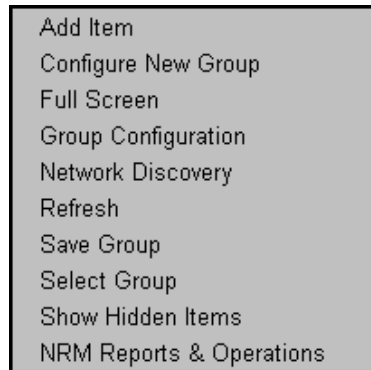 Add Item
Configure New Group
Full Screen
Group Configuration
Network Discovery
Refresh
Save Group
Select Group
Show Hidden Items
NRM Reports & Operations